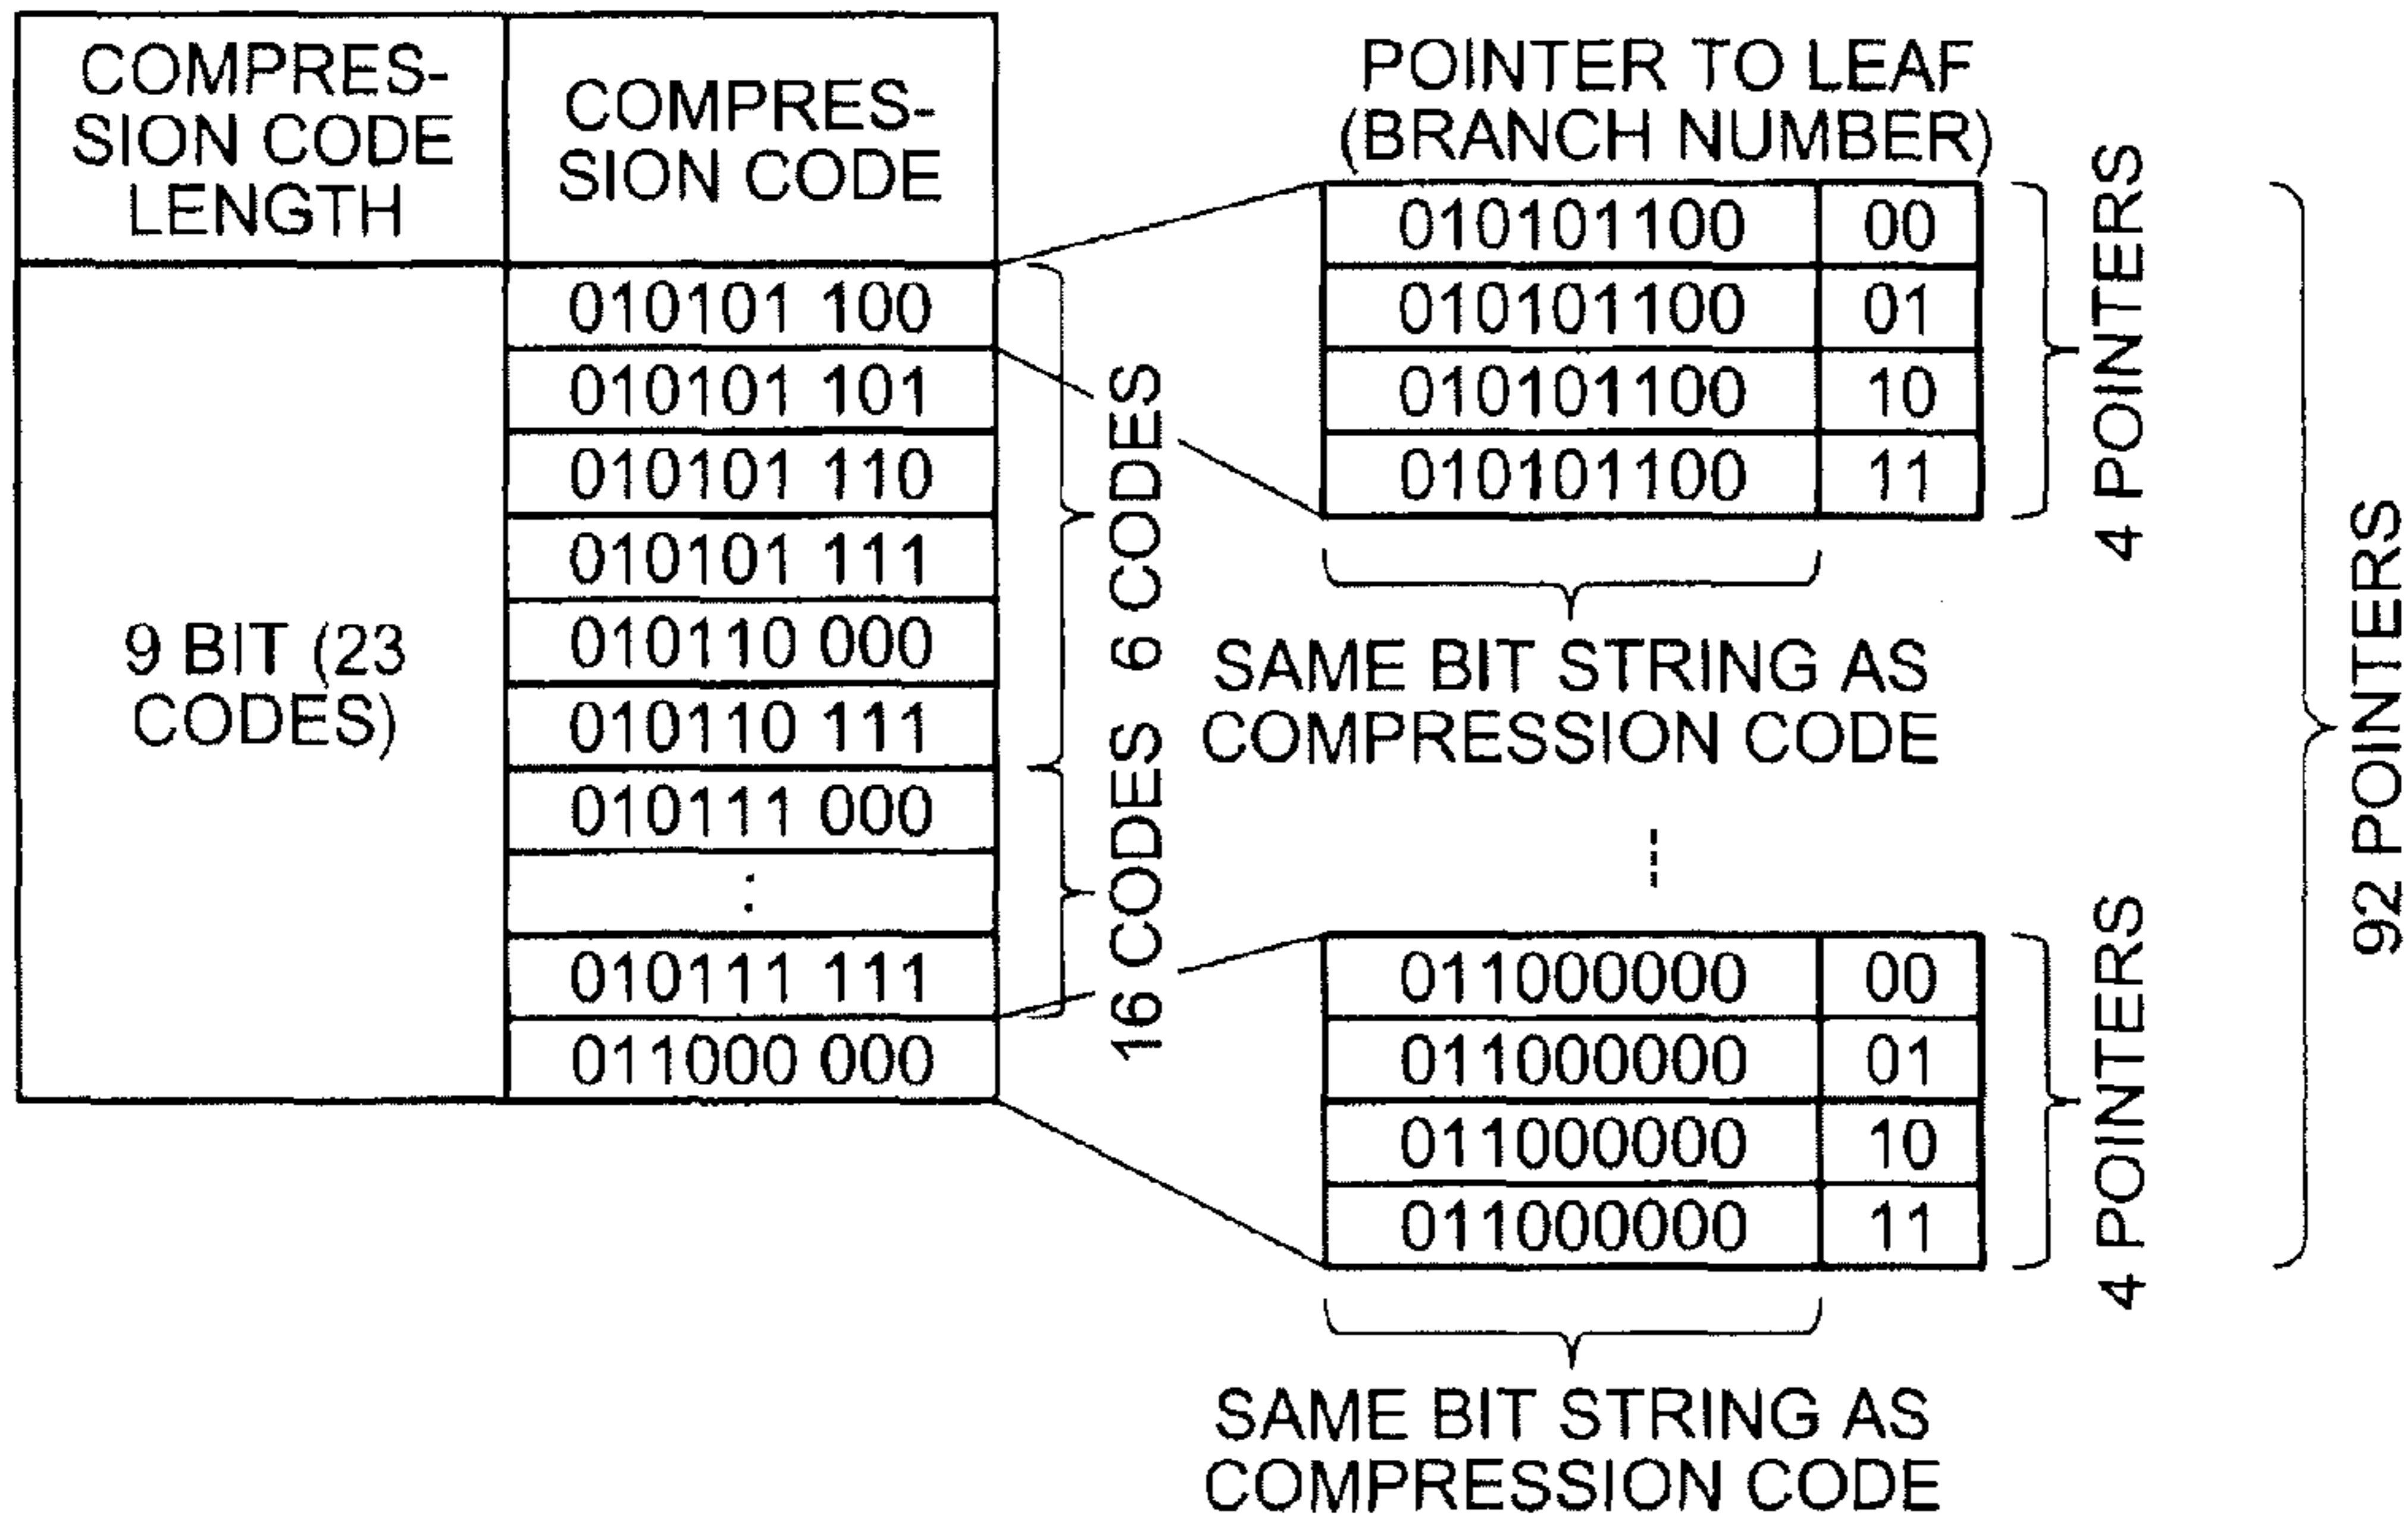 COMPRES-
SION CODE
LENGTH
COMPRES-
SION CODE
9 BIT (23
CODES)
010101 100
010101 101
010101 110
010101 111
010110 000
010110 111
010111 000
:
010111 111
011000 000
6 CODES
16 CODES
POINTER TO LEAF
(BRANCH NUMBER)
010101100 00
010101100 01
010101100 10
010101100 11
4 POINTERS
SAME BIT STRING AS
COMPRESSION CODE
---
011000000 00
011000000 01
011000000 10
011000000 11
4 POINTERS
SAME BIT STRING AS
COMPRESSION CODE
92 POINTERS